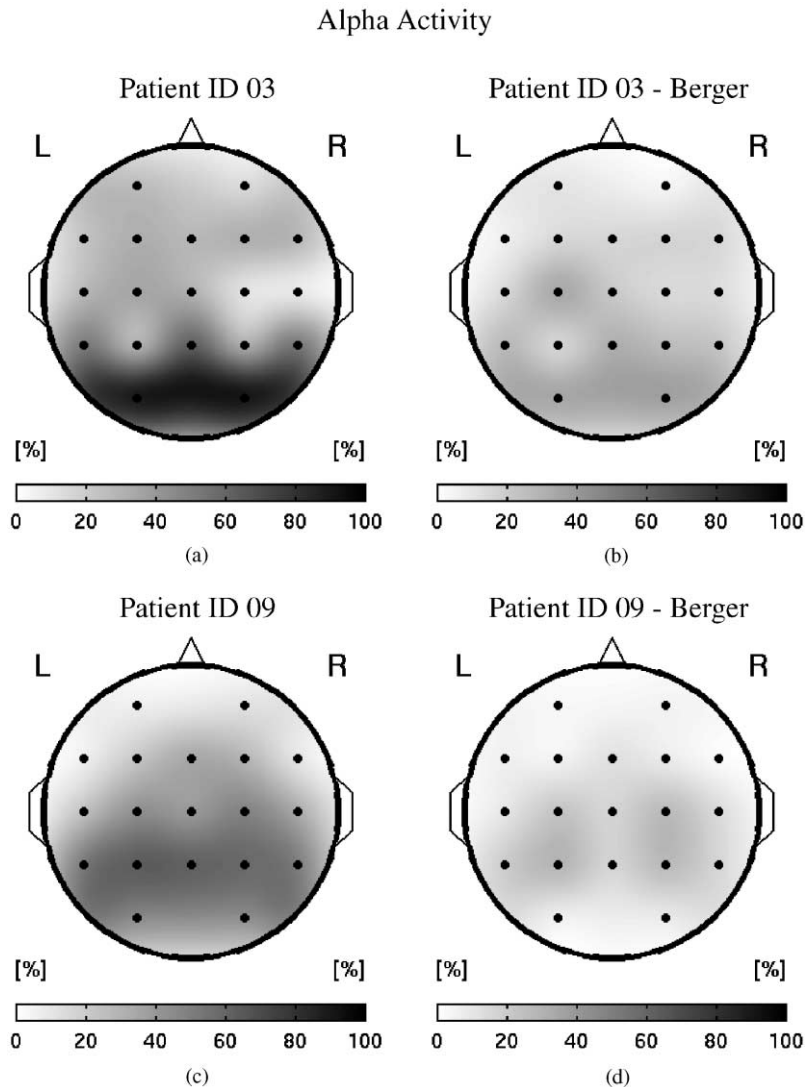 Alpha Activity
Patient ID 03
Patient ID 03 - Berger
L R
L R
[%] [%]
[%] [%]
0 20 40 60 80 100
0 20 40 60 80 100
(a)
(b)
Patient ID 09
Patient ID 09 - Berger
L R
L R
[%] [%]
[%] [%]
0 20 40 60 80 100
0 20 40 60 80 100
(c)
(d)